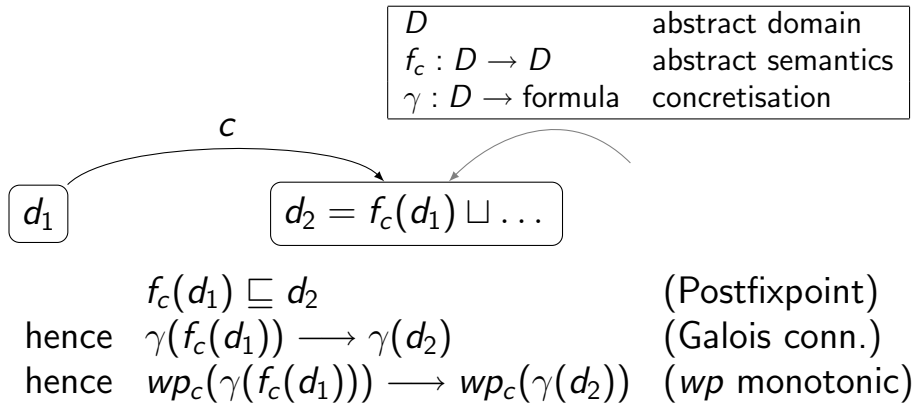 D abstract domain
f_c : D → D abstract semantics
γ : D → formula concretisation
c
d_1
d_2 = f_c(d_1) ⊔ …
f_c(d_1) ⊑ d_2 (Postfixpoint)
hence γ(f_c(d_1)) ⟶ γ(d_2) (Galois conn.)
hence wp_c(γ(f_c(d_1))) ⟶ wp_c(γ(d_2)) (wp monotonic)